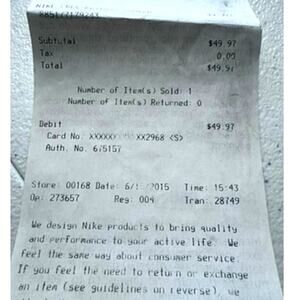 885177179243
Subtotal $49.97
Tax 0.00
Total $49.97
Number of Item(s) Sold: 1
Number of Item(s) Returned: 0
Debit $49.97
Card No. XXXXXX XX2968 <S>
Auth. No. 675157
Store: 00168 Date: 6/ /2015 Time: 15:43
Op: 273657 Reg: 004 Tran: 28749
We design Nike products to bring quality
and performance to your active life. We
feel the same way about consumer service.
If you feel the need to return or exchange
an item (see guidelines on reverse), we